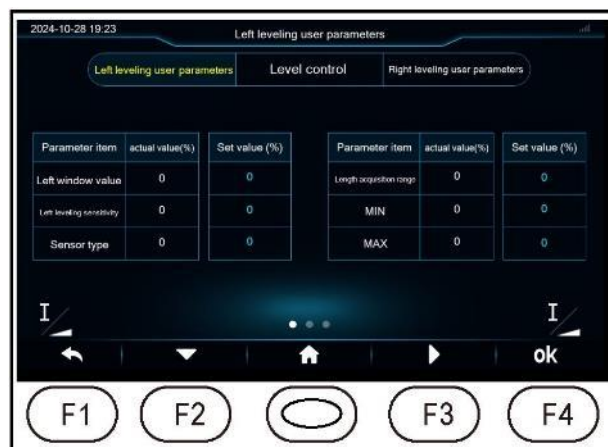 2024-10-28 19:23
Left leveling user parameters
Left leveling user parameters Level control Right leveling user parameters
Parameter item actual value(%) Set value (%) Parameter item actual value(%) Set value (%)
Left window value 0 0 Length acquisition range 0 0
Left leveling sensitivity 0 0 MIN 0 0
Sensor type 0 0 MAX 0 0
I I
ok
F1 F2 F3 F4